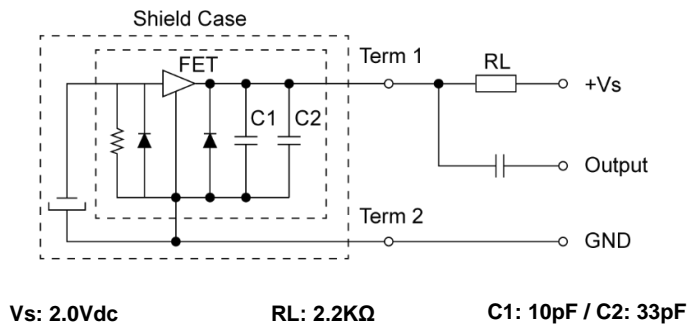 Shield Case
FET
Term 1
RL
+Vs
C1
C2
Output
Term 2
GND
Vs: 2.0Vdc
RL: 2.2KΩ
C1: 10pF / C2: 33pF